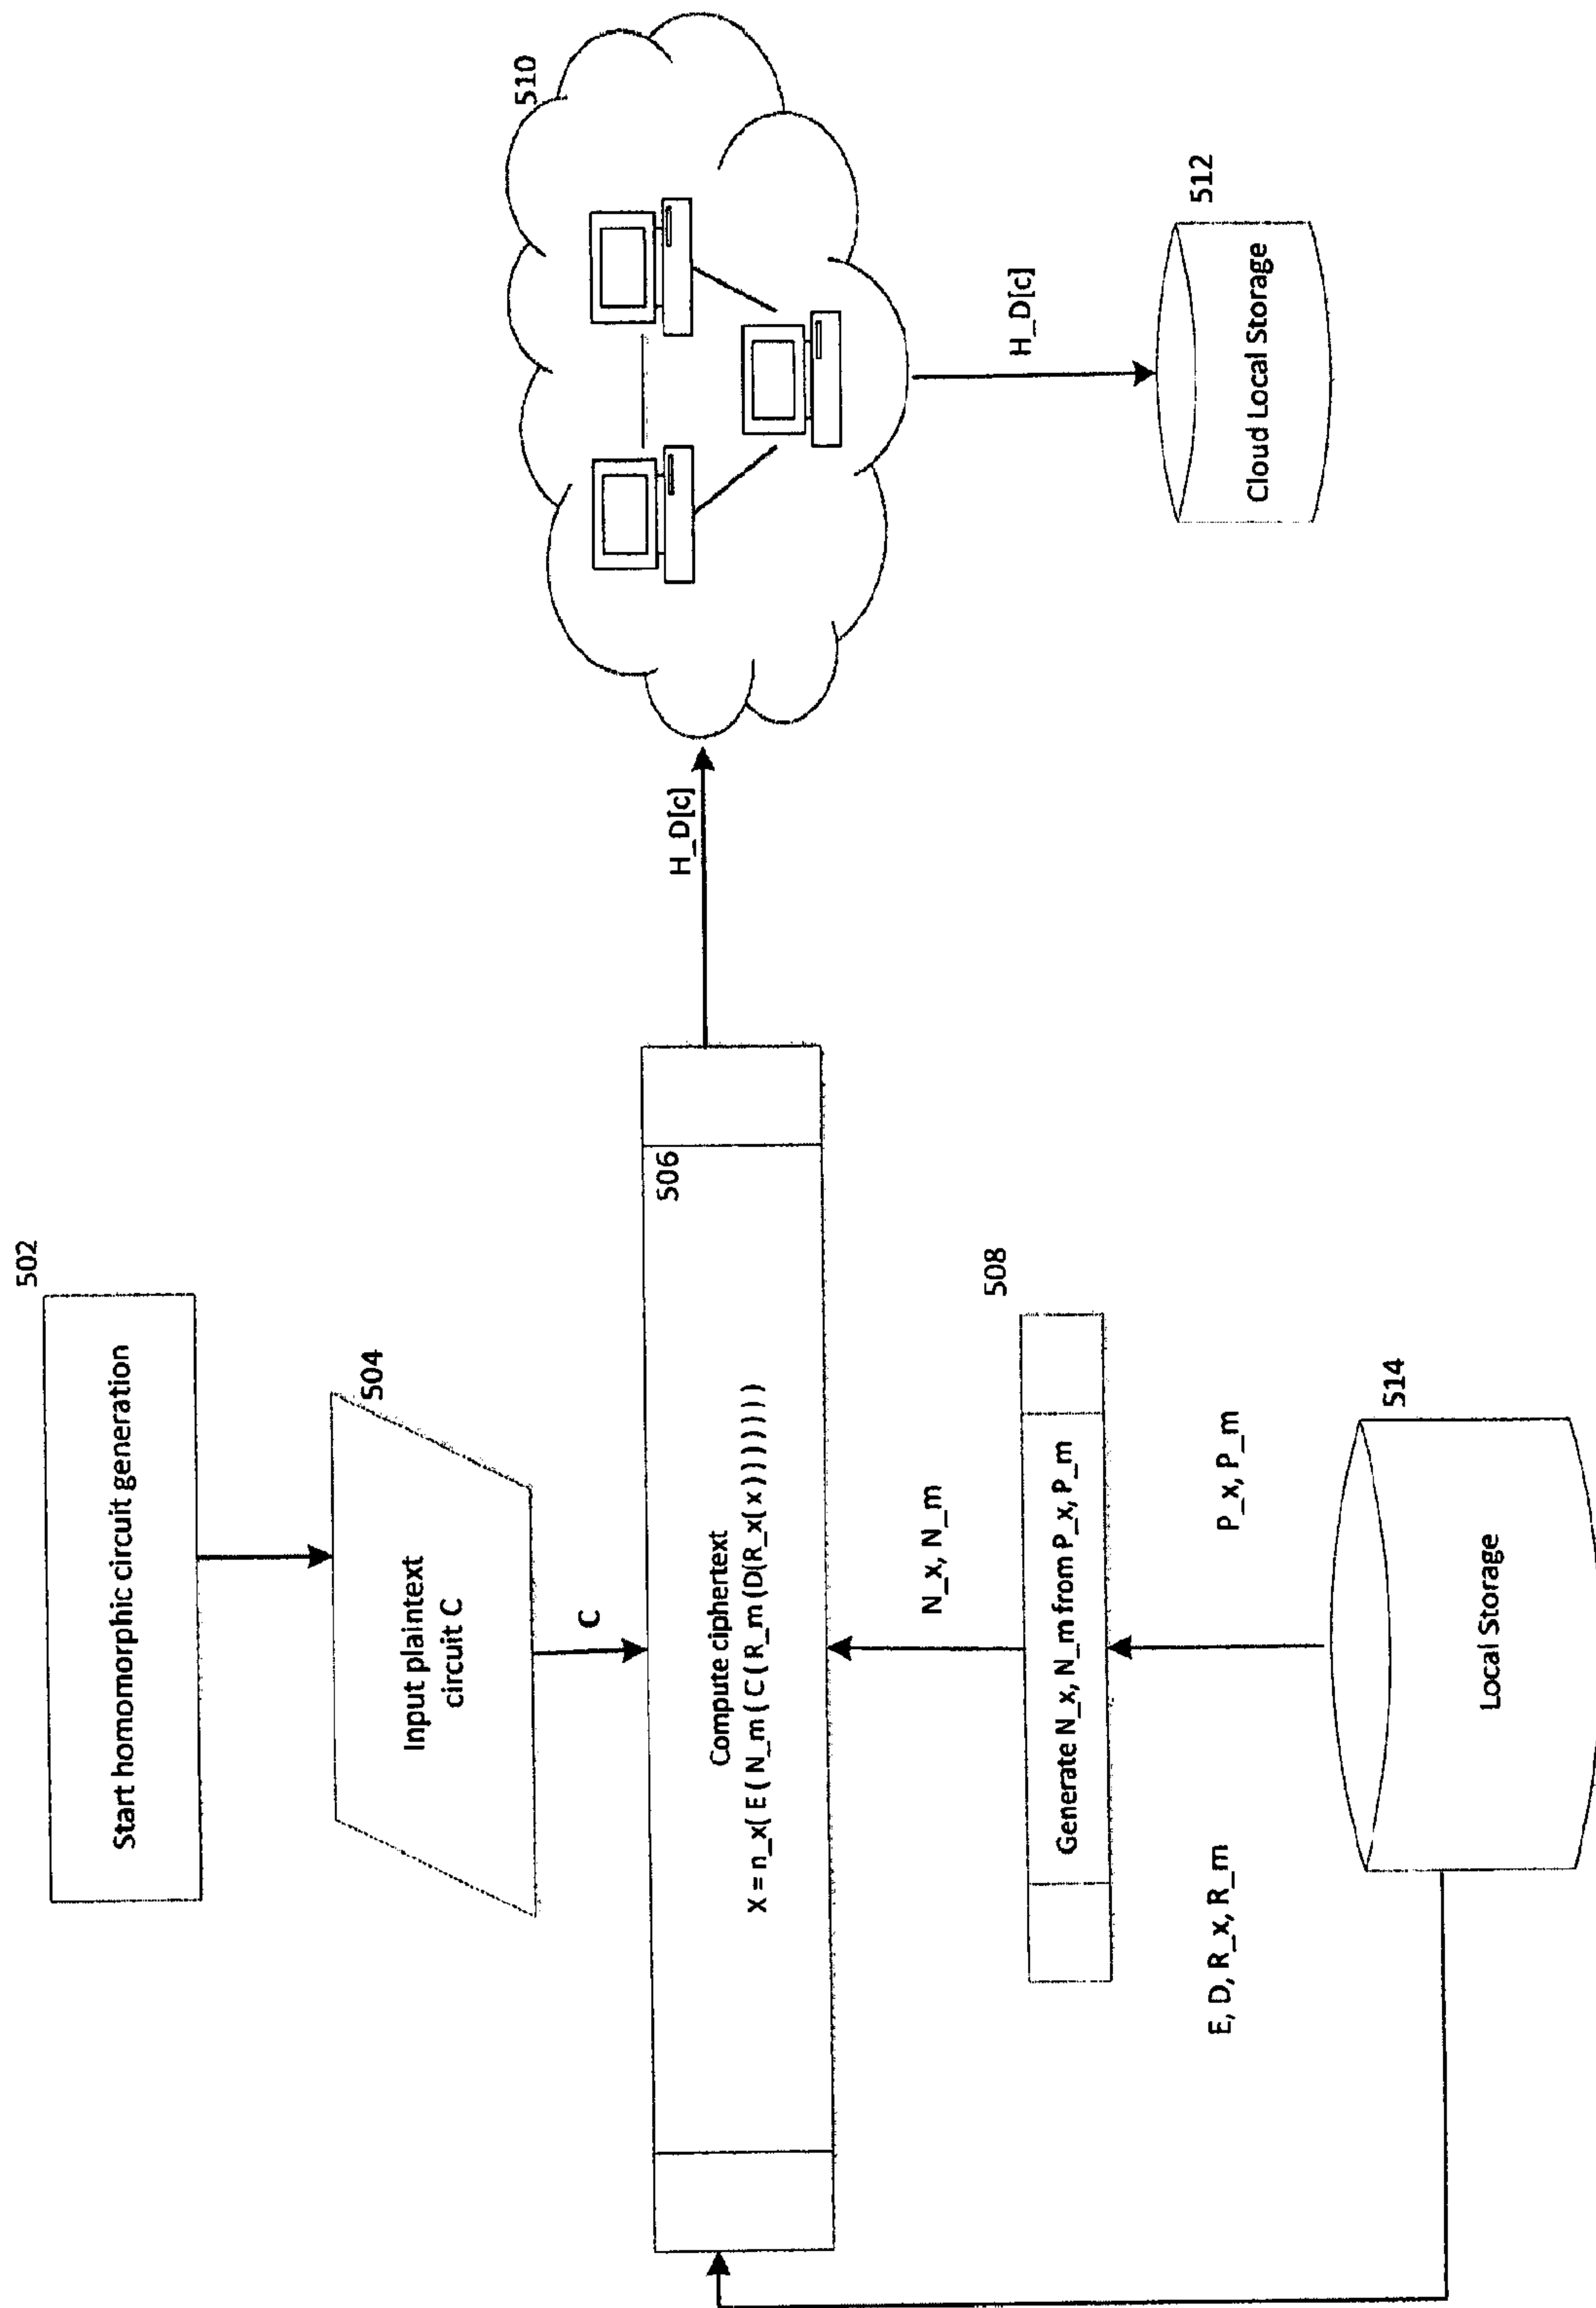 502
Start homomorphic circuit generation
504
Input plaintext
circuit C
C
506
Compute ciphertext
X = n_x( E ( N_m ( C ( R_m ( D( R_x( x ) ) ) ) ) ) )
H_D[c]
510
N_x, N_m
508
Generate N_x, N_m from P_x, P_m
H_D[c]
512
Cloud Local Storage
E, D, R_x, R_m
P_x, P_m
514
Local Storage